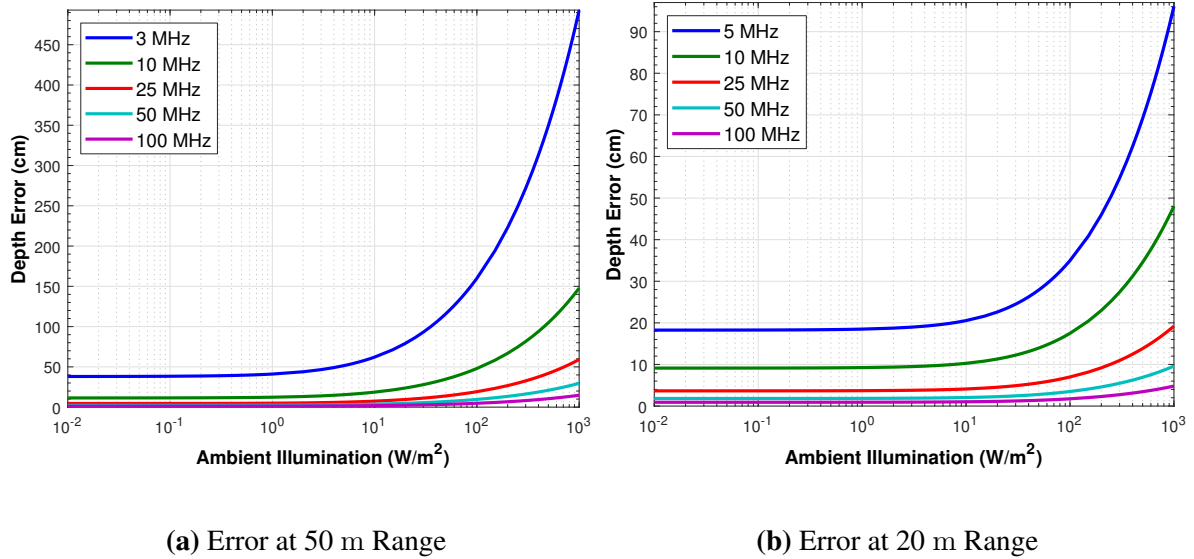 450
400
350
300
250
200
150
100
50
0
Depth Error (cm)
3 MHz
10 MHz
25 MHz
50 MHz
100 MHz
10^-2
10^-1
10^0
10^1
10^2
10^3
Ambient Illumination (W/m^2)
(a) Error at 50 m Range
90
80
70
60
50
40
30
20
10
0
Depth Error (cm)
5 MHz
10 MHz
25 MHz
50 MHz
100 MHz
10^-2
10^-1
10^0
10^1
10^2
10^3
Ambient Illumination (W/m^2)
(b) Error at 20 m Range